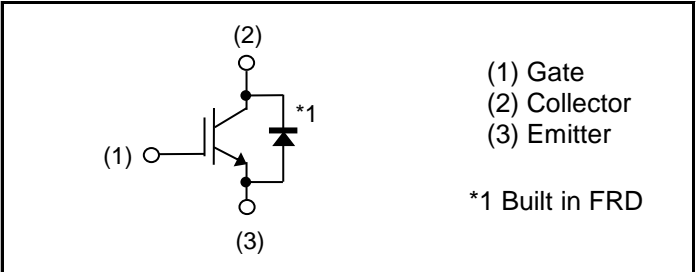 (2)
*1
(1)
(3)
(1) Gate
(2) Collector
(3) Emitter
*1 Built in FRD